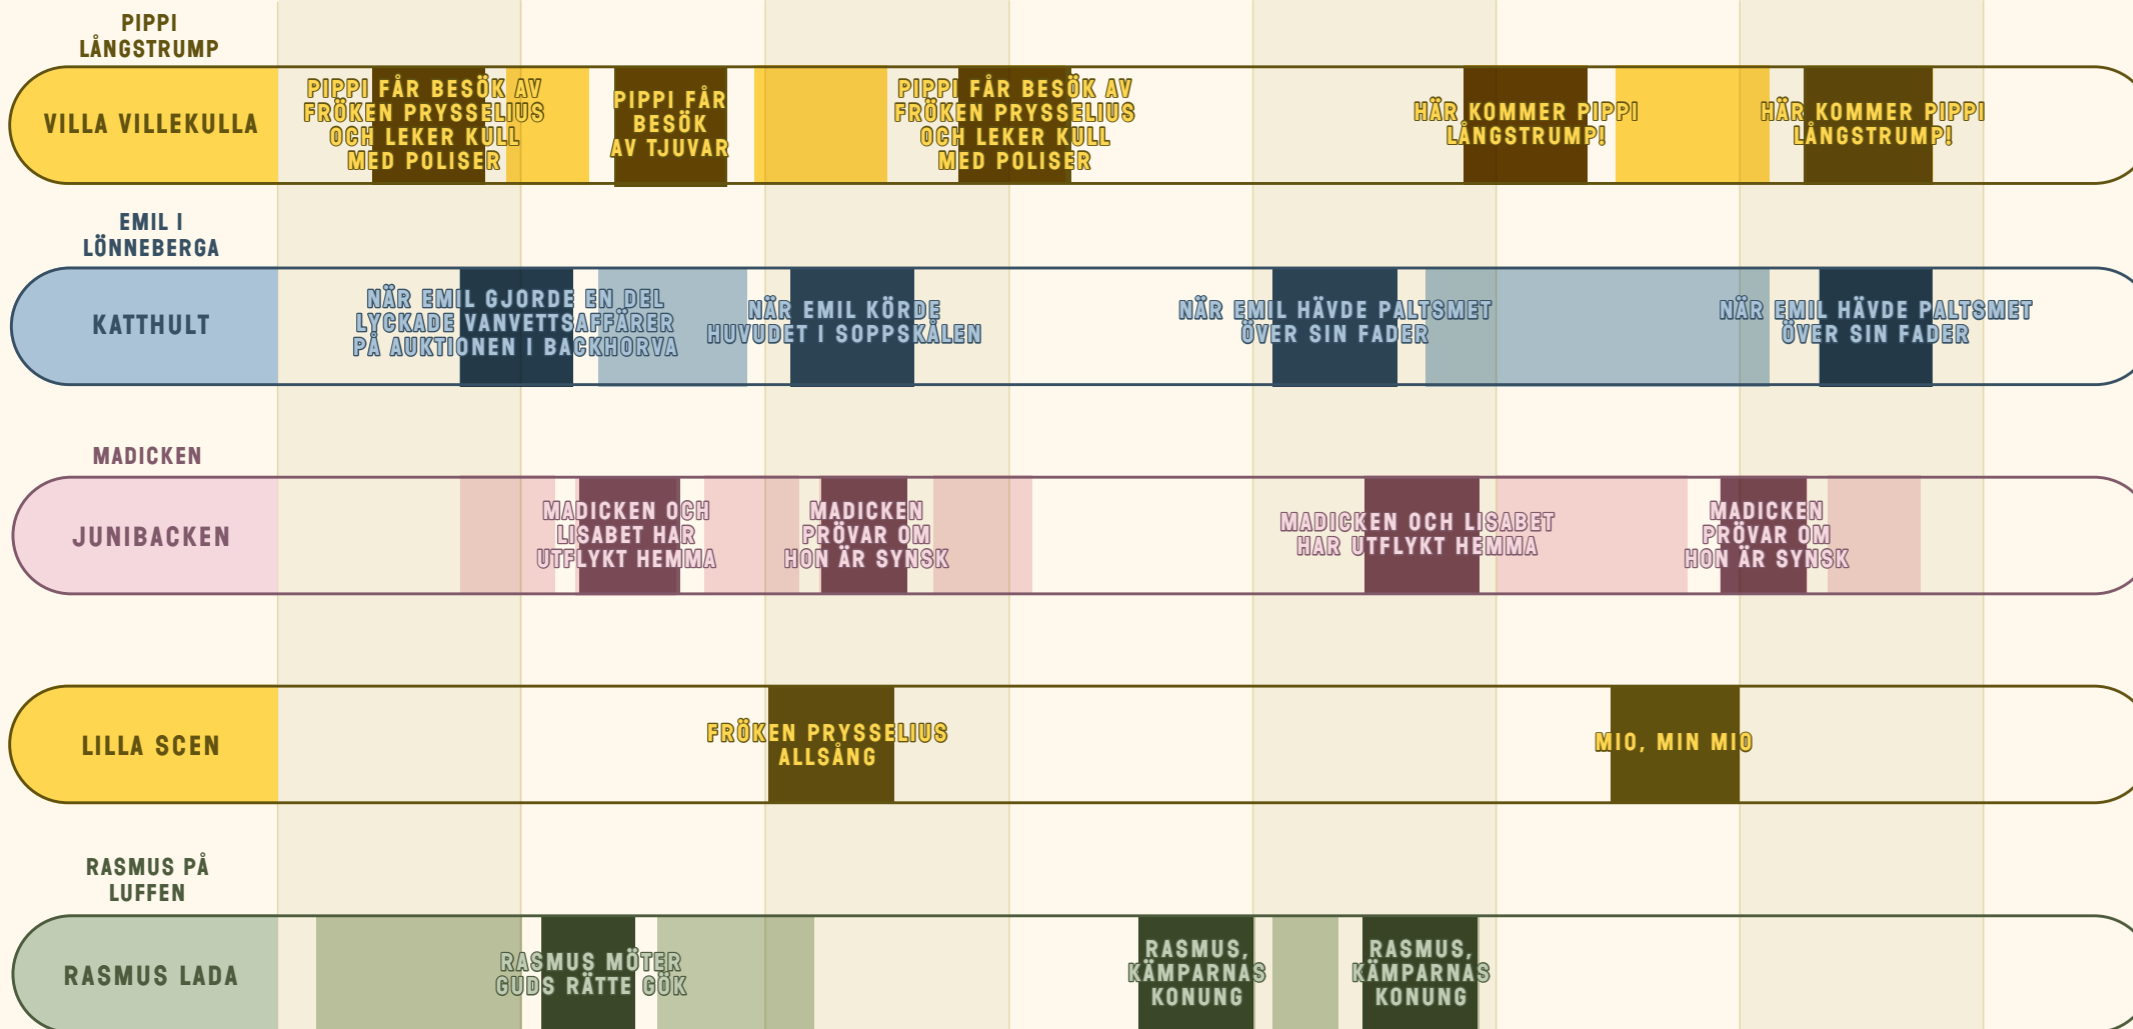 PIPPI
LÅNGSTRUMP
VILLA VILLEKULLA
PIPPI FÅR BESÖK AV
FRÖKEN PRYSSELIUS
OCH LEKER KULL
MED POLISER
PIPPI FÅR
BESÖK
AV TJUVAR
PIPPI FÅR BESÖK AV
FRÖKEN PRYSSELIUS
OCH LEKER KULL
MED POLISER
HÄR KOMMER PIPPI
LÅNGSTRUMP!
HÄR KOMMER PIPPI
LÅNGSTRUMP!
EMIL I
LÖNNEBERGA
KATTHULT
NÄR EMIL GJORDE EN DEL
LYCKADE VANVETTSAFFÄRER
PÅ AUKTIONEN I BACKHORVA
NÄR EMIL KÖRDE
HUVUDET I SOPPSKÅLEN
NÄR EMIL HÄVDE PALTSMET
ÖVER SIN FADER
NÄR EMIL HÄVDE PALTSMET
ÖVER SIN FADER
MADICKEN
JUNIBACKEN
MADICKEN OCH
LISABET HAR
UTFLYKT HEMMA
MADICKEN
PRÖVAR OM
HON ÄR SYNSK
MADICKEN OCH LISABET
HAR UTFLYKT HEMMA
MADICKEN
PRÖVAR OM
HON ÄR SYNSK
LILLA SCEN
FRÖKEN PRYSSELIUS
ALLSÅNG
MIO, MIN MIO
RASMUS PÅ
LUFFEN
RASMUS LADA
RASMUS MÖTER
GUDS RÄTTE GÖK
RASMUS,
KÄMPARNAS
KONUNG
RASMUS,
KÄMPARNAS
KONUNG